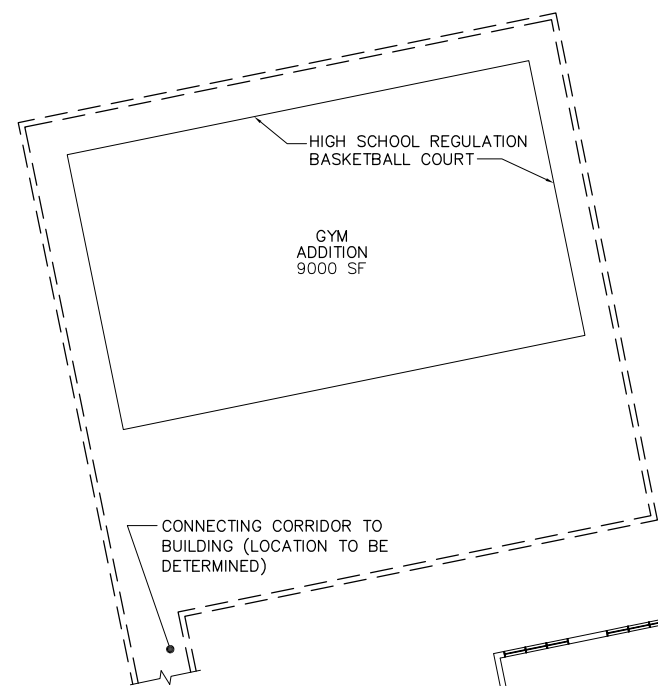 HIGH SCHOOL REGULATION
BASKETBALL COURT
GYM
ADDITION
9000 SF
CONNECTING CORRIDOR TO
BUILDING (LOCATION TO BE
DETERMINED)